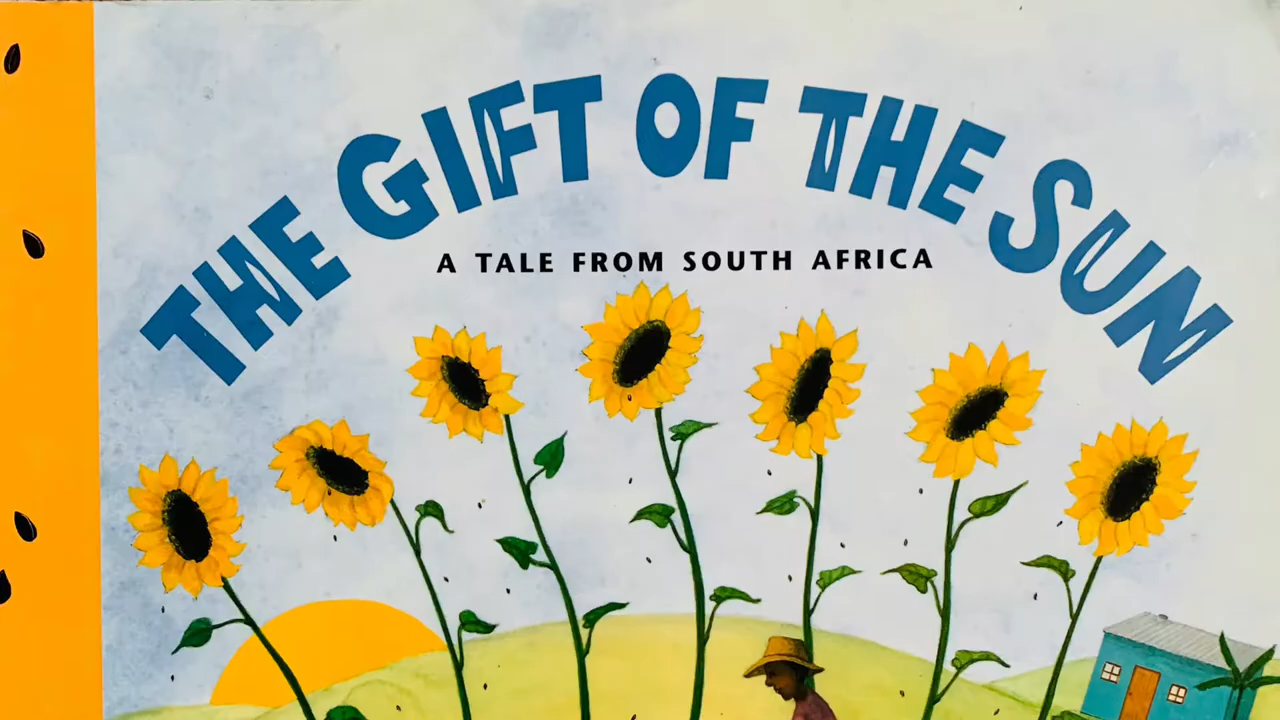 THE GIFT OF THE SUN
A TALE FROM SOUTH AFRICA